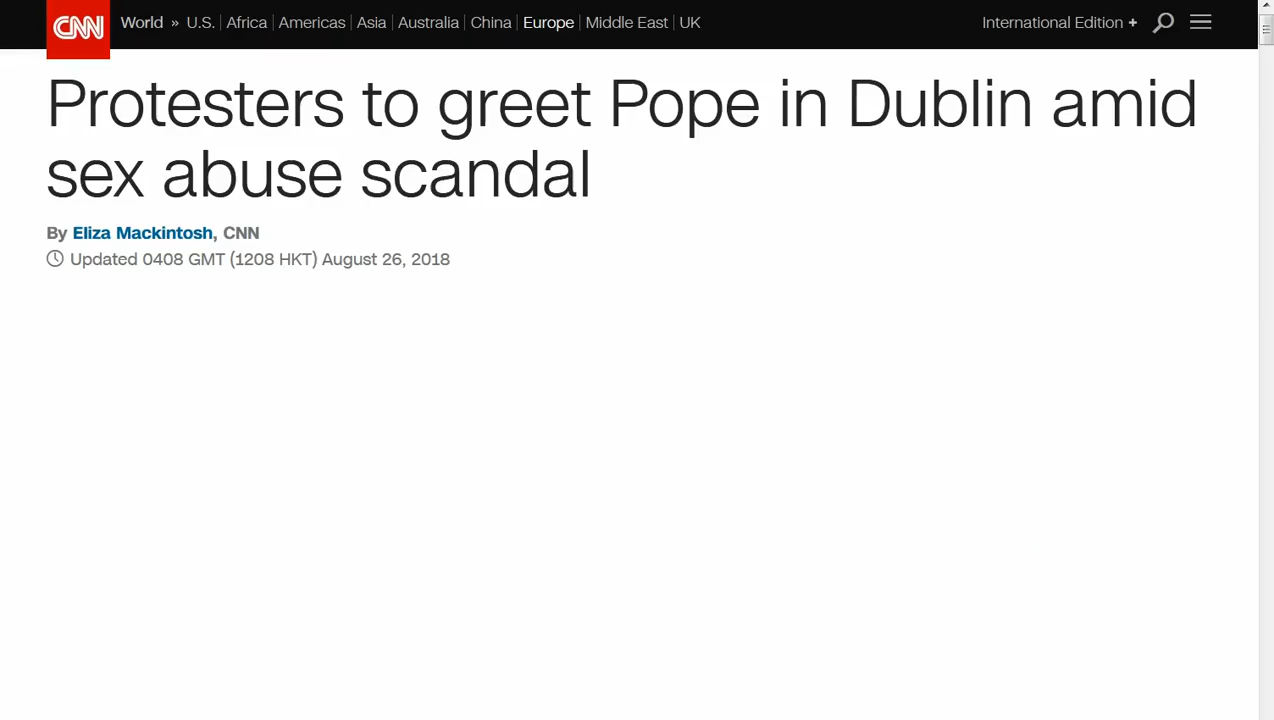 CNN World » U.S. Africa Americas Asia Australia China Europe Middle East UK International Edition +
Protesters to greet Pope in Dublin amid
sex abuse scandal
By Eliza Mackintosh, CNN
Updated 0408 GMT (1208 HKT) August 26, 2018